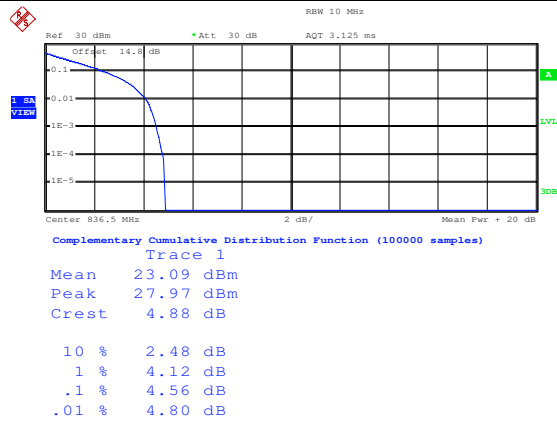 RBW 10 MHz
Ref 30 dBm *Att 30 dB AQT 3.125 ms
Offset 14.8 dB
0.1
A
0.01
1 SA
VIEW
1E-3
LVL
1E-4
1E-5
3DB
Center 836.5 MHz 2 dB/ Mean Pwr + 20 dB
Complementary Cumulative Distribution Function (100000 samples)
Trace 1
Mean 23.09 dBm
Peak 27.97 dBm
Crest 4.88 dB
10 % 2.48 dB
1 % 4.12 dB
.1 % 4.56 dB
.01 % 4.80 dB